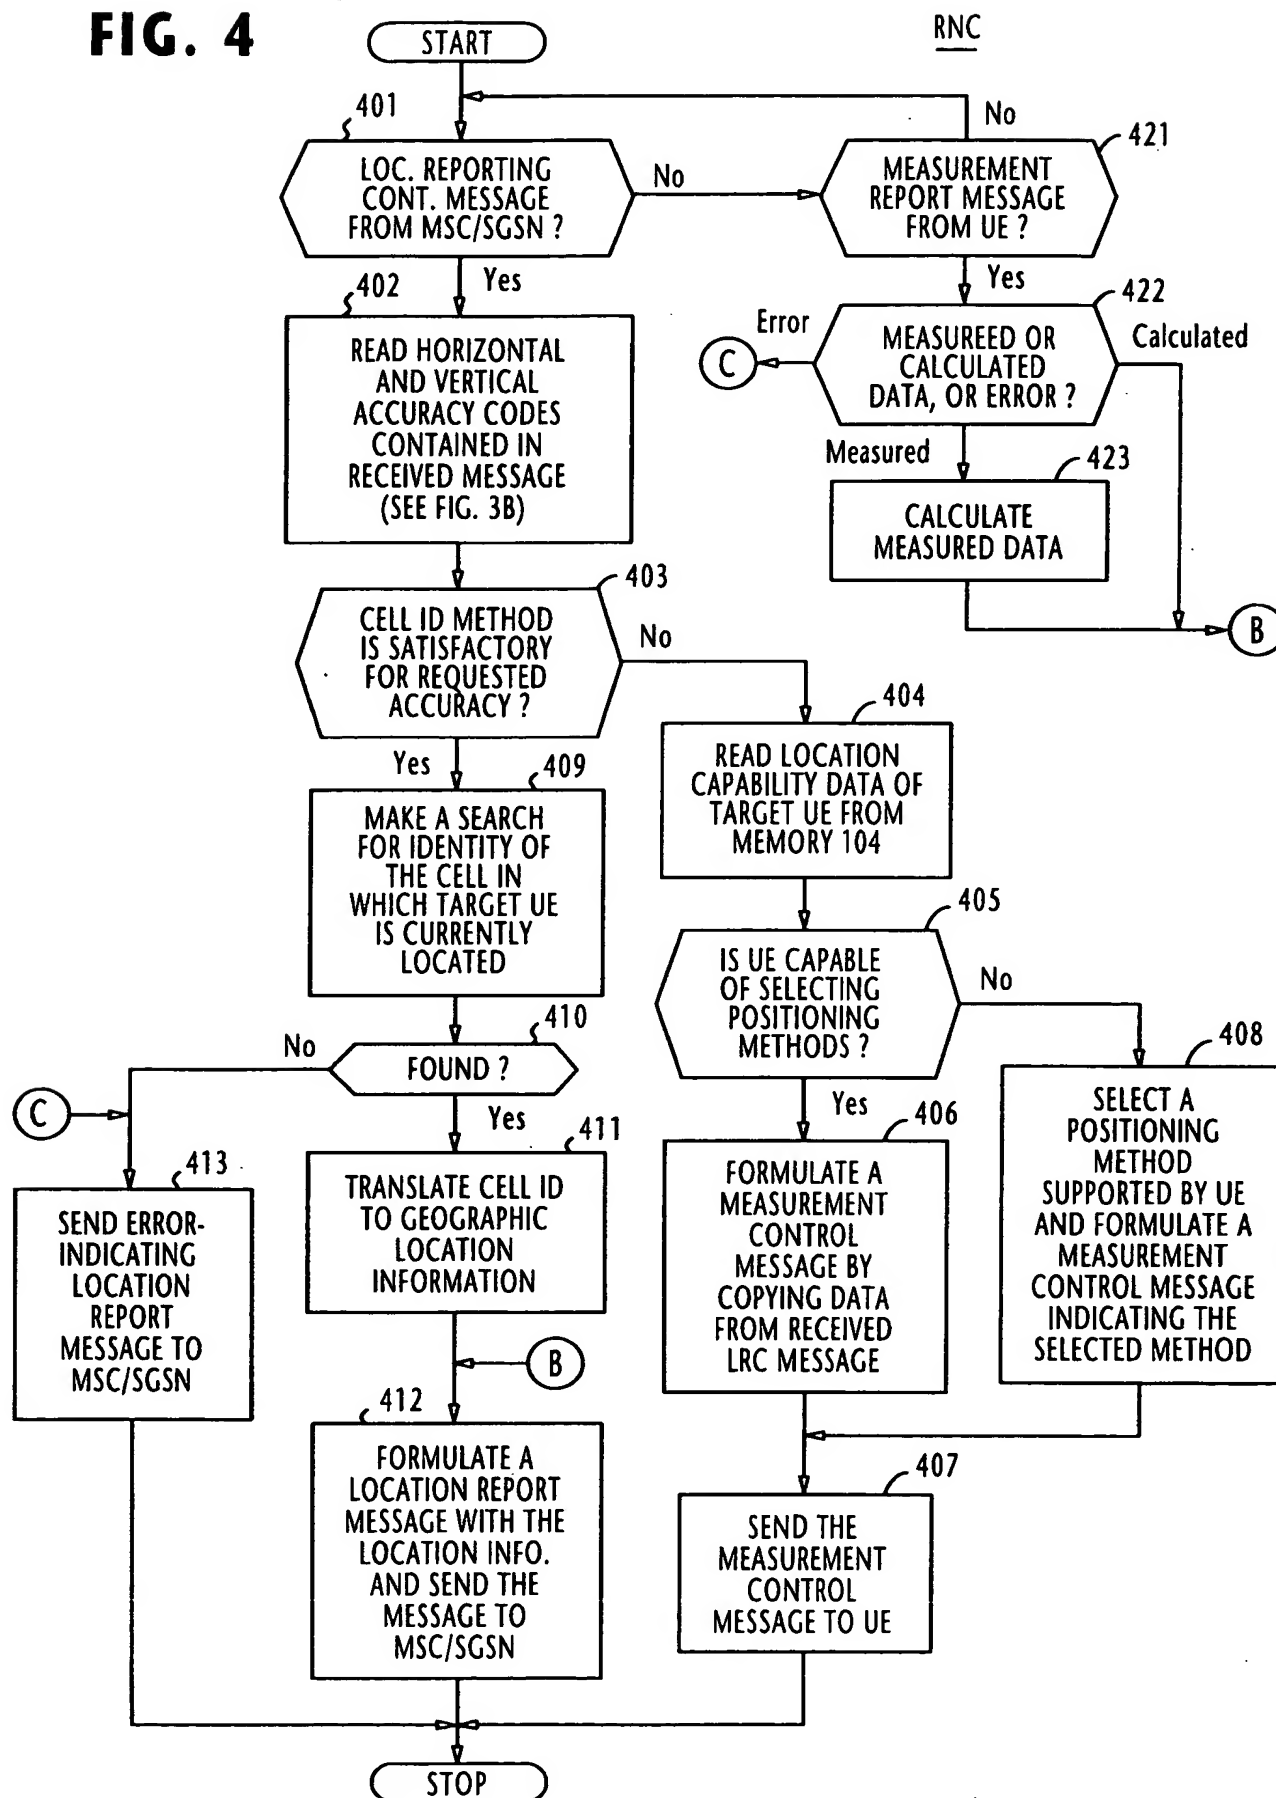 FIG. 4
START
RNC
401
LOC. REPORTING
CONT. MESSAGE
FROM MSC/SGSN ?
No
No
421
MEASUREMENT
REPORT MESSAGE
FROM UE ?
Yes
402
READ HORIZONTAL
AND VERTICAL
ACCURACY CODES
CONTAINED IN
RECEIVED MESSAGE
(SEE FIG. 3B)
Yes
422
Error
C
MEASUREED OR
CALCULATED
DATA, OR ERROR ?
Calculated
Measured
423
CALCULATE
MEASURED DATA
B
403
CELL ID METHOD
IS SATISFACTORY
FOR REQUESTED
ACCURACY ?
No
Yes
404
READ LOCATION
CAPABILITY DATA OF
TARGET UE FROM
MEMORY 104
409
MAKE A SEARCH
FOR IDENTITY OF
THE CELL IN
WHICH TARGET UE
IS CURRENTLY
LOCATED
405
IS UE CAPABLE
OF SELECTING
POSITIONING
METHODS ?
No
Yes
410
FOUND ?
No
Yes
C
408
SELECT A
POSITIONING
METHOD
SUPPORTED BY UE
AND FORMULATE A
MEASUREMENT
CONTROL MESSAGE
INDICATING THE
SELECTED METHOD
406
FORMULATE A
MEASUREMENT
CONTROL
MESSAGE BY
COPYING DATA
FROM RECEIVED
LRC MESSAGE
411
TRANSLATE CELL ID
TO GEOGRAPHIC
LOCATION
INFORMATION
413
SEND ERROR-
INDICATING
LOCATION
REPORT
MESSAGE TO
MSC/SGSN
B
412
FORMULATE A
LOCATION REPORT
MESSAGE WITH THE
LOCATION INFO.
AND SEND THE
MESSAGE TO
MSC/SGSN
407
SEND THE
MEASUREMENT
CONTROL
MESSAGE TO UE
STOP